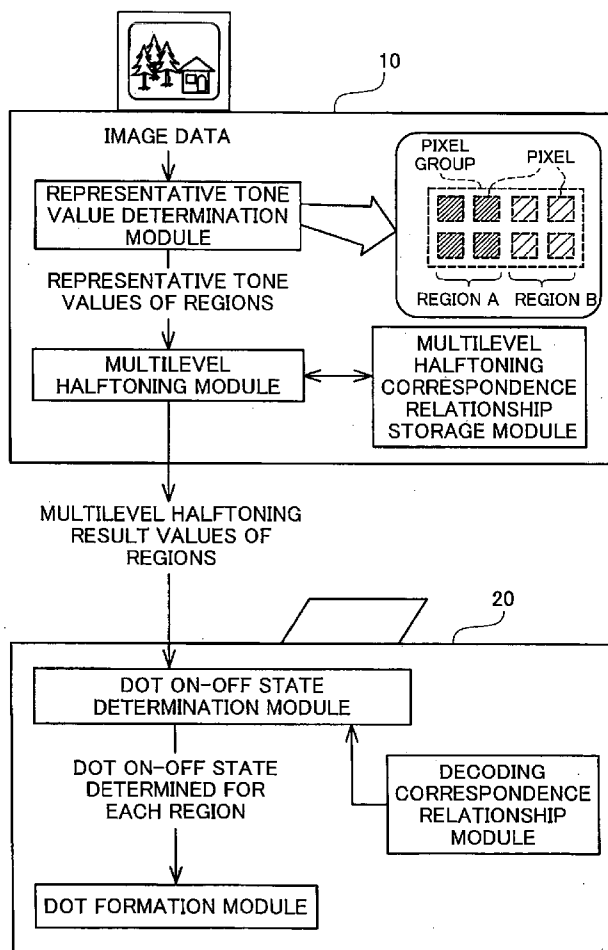 10
IMAGE DATA
REPRESENTATIVE TONE
VALUE DETERMINATION
MODULE
PIXEL
GROUP
PIXEL
REGION A
REGION B
REPRESENTATIVE TONE
VALUES OF REGIONS
MULTILEVEL
HALFTONING MODULE
MULTILEVEL
HALFTONING
CORRESPONDENCE
RELATIONSHIP
STORAGE MODULE
MULTILEVEL HALFTONING
RESULT VALUES OF
REGIONS
20
DOT ON-OFF STATE
DETERMINATION MODULE
DOT ON-OFF STATE
DETERMINED FOR
EACH REGION
DECODING
CORRESPONDENCE
RELATIONSHIP
MODULE
DOT FORMATION MODULE